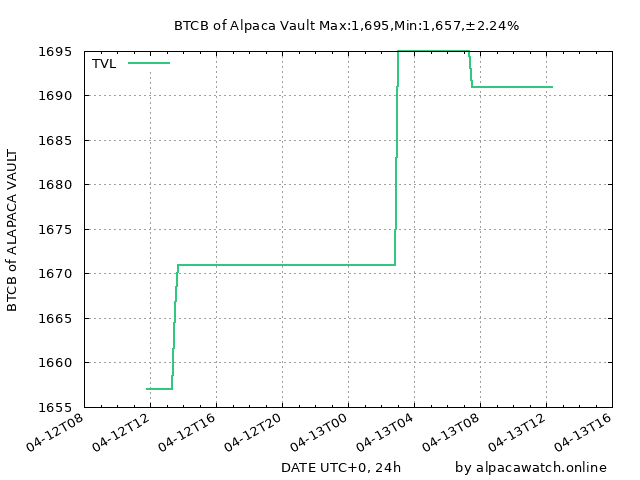 BTCB of Alpaca Vault Max:1,695,Min:1,657,±2.24%
TVL
1695
1690
1685
1680
1675
1670
1665
1660
1655
BTCB of ALAPACA VAULT
04-12T08
04-12T12
04-12T16
04-12T20
04-13T00
04-13T04
04-13T08
04-13T12
04-13T16
DATE UTC+0, 24h
by alpacawatch.online